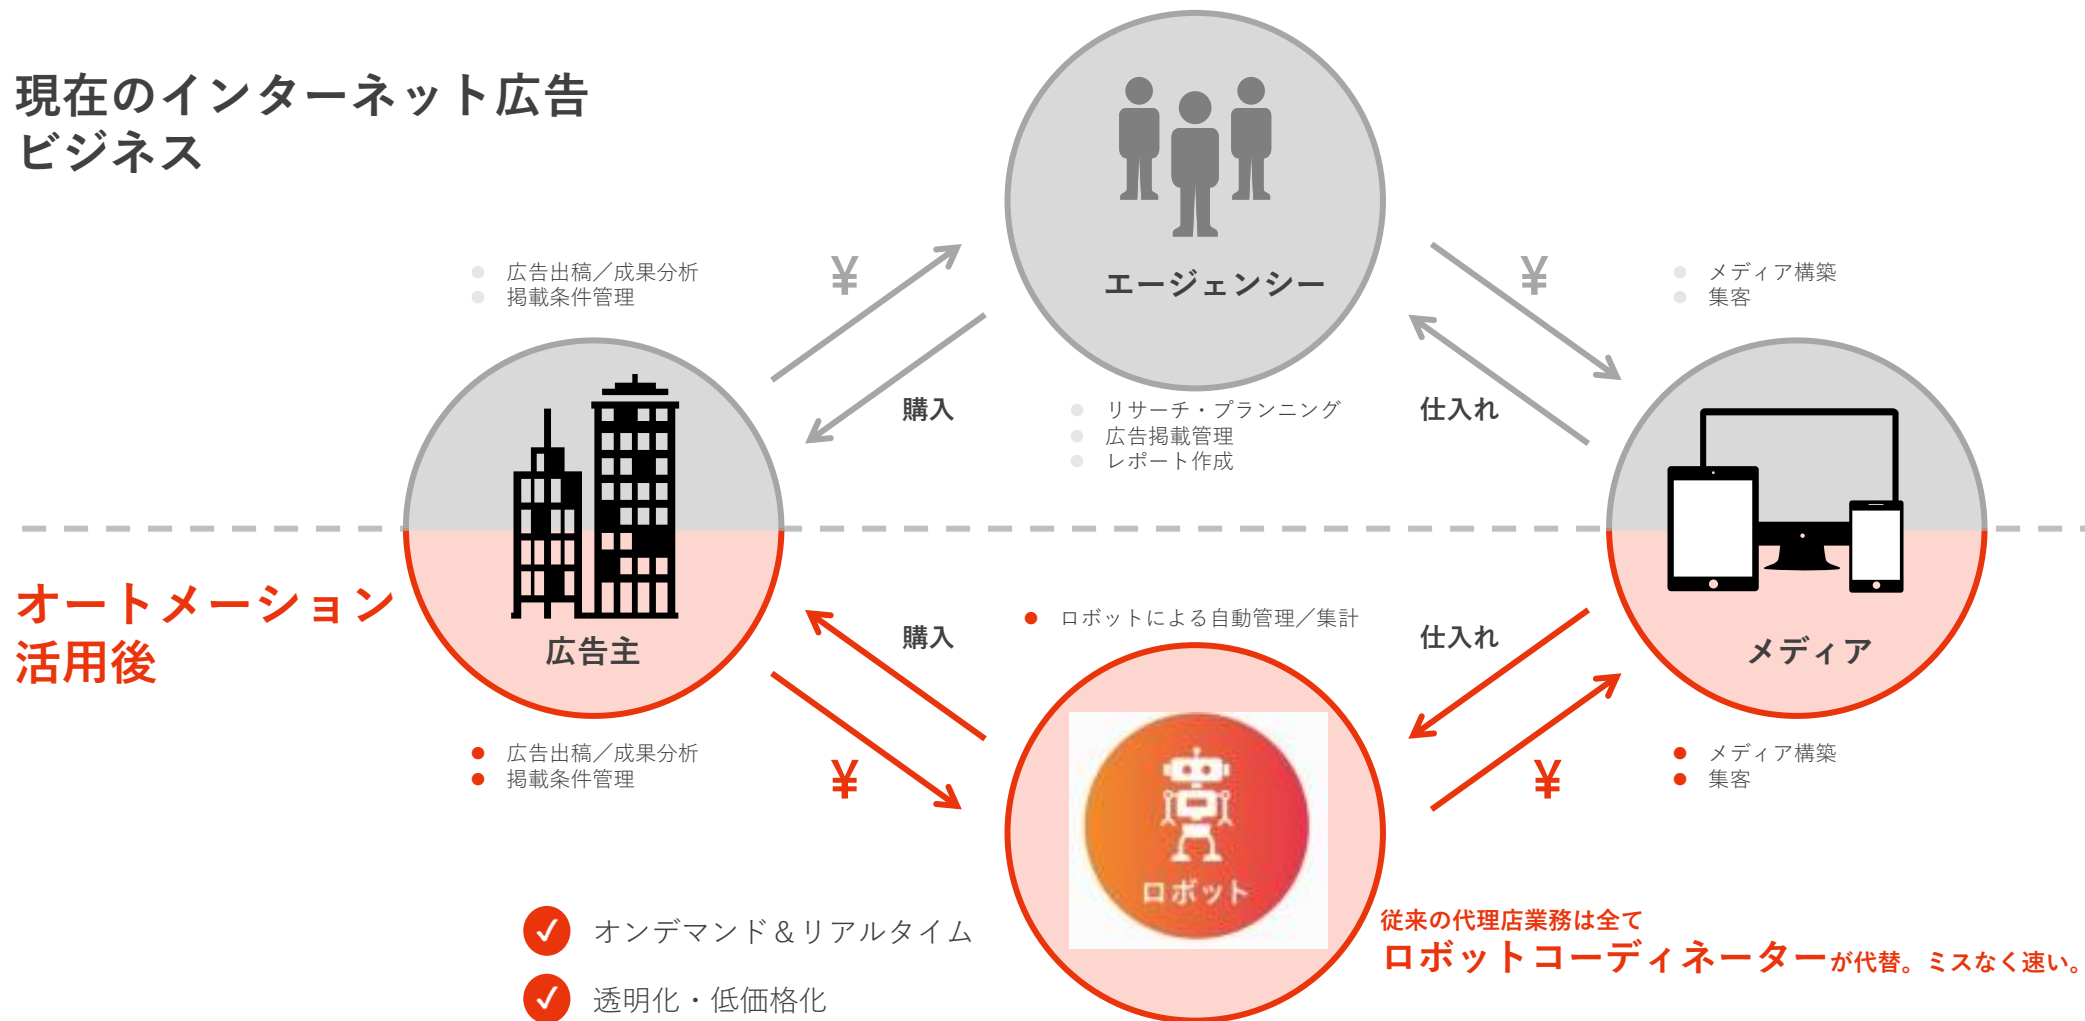 現在のインターネット広告
ビジネス
エージェンシー
広告出稿／成果分析
掲載条件管理
¥
¥
メディア構築
集客
購入
リサーチ・プランニング
広告掲載管理
レポート作成
仕入れ
オートメーション
活用後
広告主
購入
ロボットによる自動管理／集計
仕入れ
メディア
広告出稿／成果分析
掲載条件管理
¥
¥
メディア構築
集客
ロボット
オンデマンド＆リアルタイム
透明化・低価格化
従来の代理店業務は全て
ロボットコーディネーターが代替。ミスなく速い。